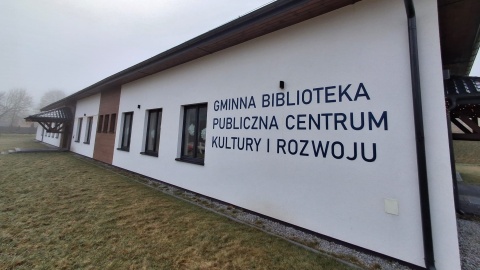 GMINNA BIBLIOTEKA
PUBLICZNA CENTRUM
KULTURY I ROZWOJU